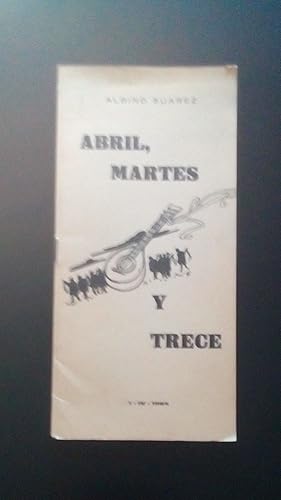 ALBINO SUAREZ
ABRIL,
MARTES
Y
TRECE